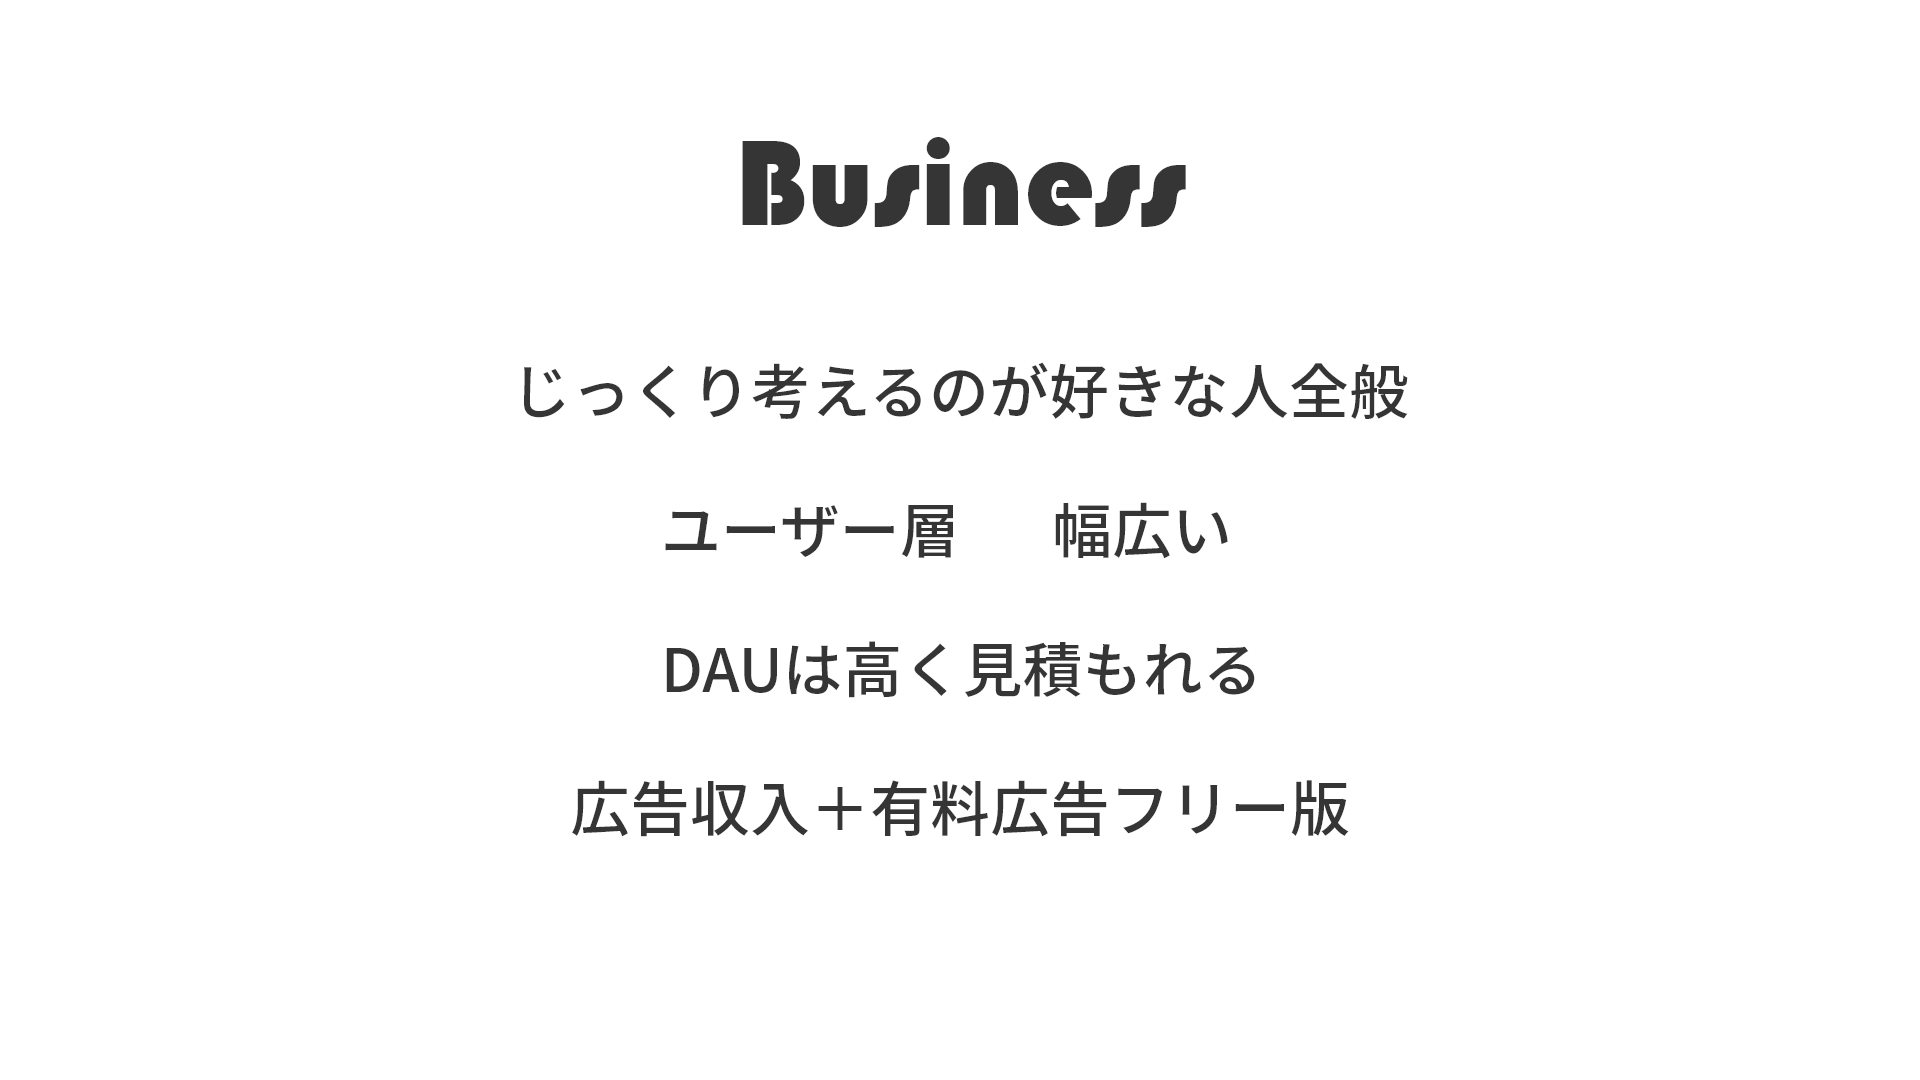 Business
じっくり考えるのが好きな人全般
ユーザー層　幅広い
DAUは高く見積もれる
広告収入＋有料広告フリー版